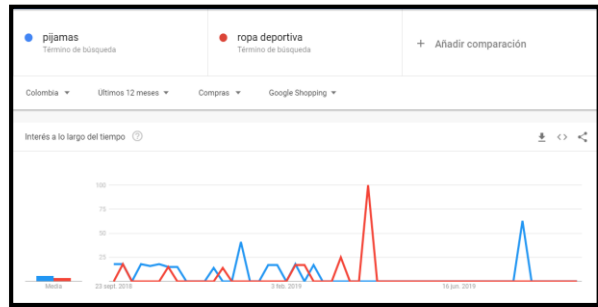 pijamas
Término de búsqueda
ropa deportiva
Término de búsqueda
+ Añadir comparación
Colombia
Últimos 12 meses
Compras
Google Shopping
Interés a lo largo del tiempo
100
75
50
25
Media
23 sept. 2018
3 feb. 2019
16 jun. 2019